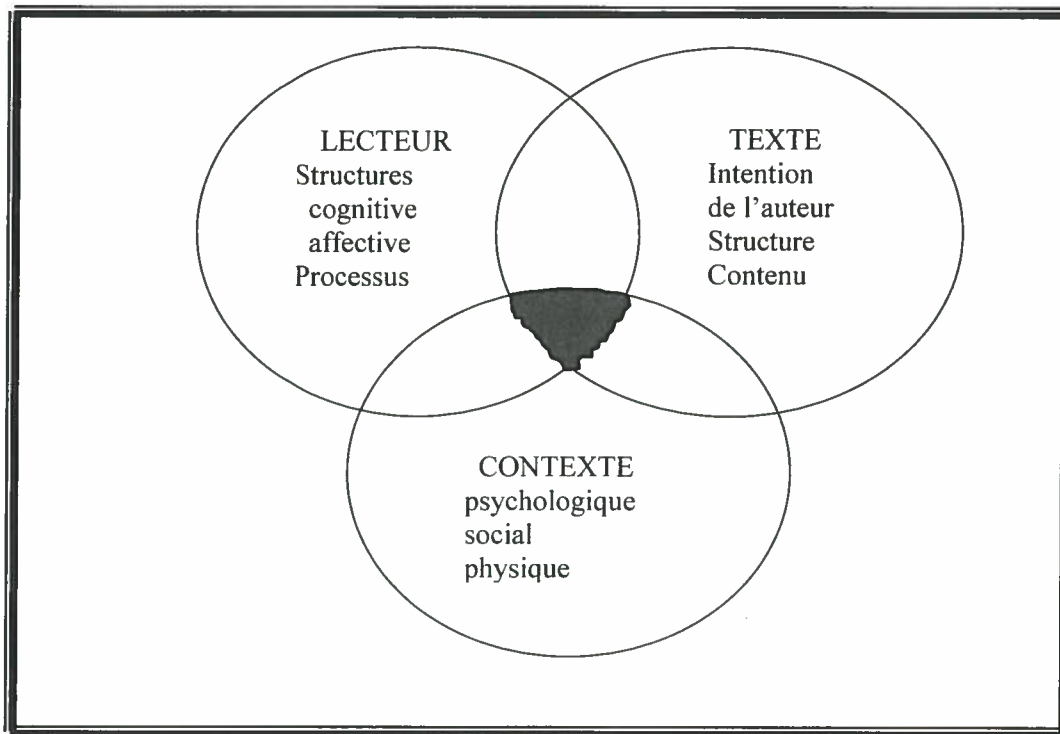 LECTEUR
Structures
cognitive
affective
Processus
TEXTE
Intention
de l'auteur
Structure
Contenu
CONTEXTE
psychologique
social
physique